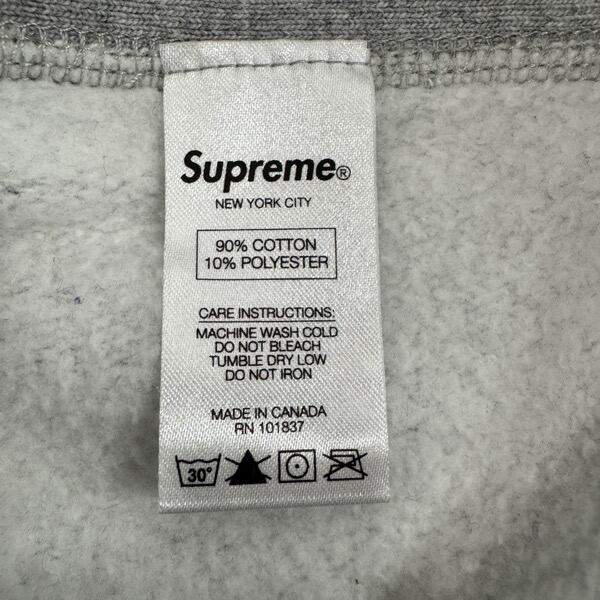 Supreme®
NEW YORK CITY
90% COTTON
10% POLYESTER
CARE INSTRUCTIONS:
MACHINE WASH COLD
DO NOT BLEACH
TUMBLE DRY LOW
DO NOT IRON
MADE IN CANADA
RN 101837
30°